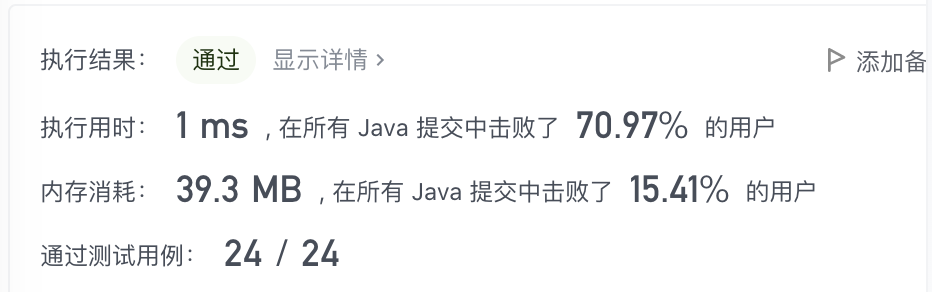 执行结果： 通过 显示详情 > 添加备
执行用时： 1 ms , 在所有 Java 提交中击败了 70.97% 的用户
内存消耗： 39.3 MB , 在所有 Java 提交中击败了 15.41% 的用户
通过测试用例： 24 / 24